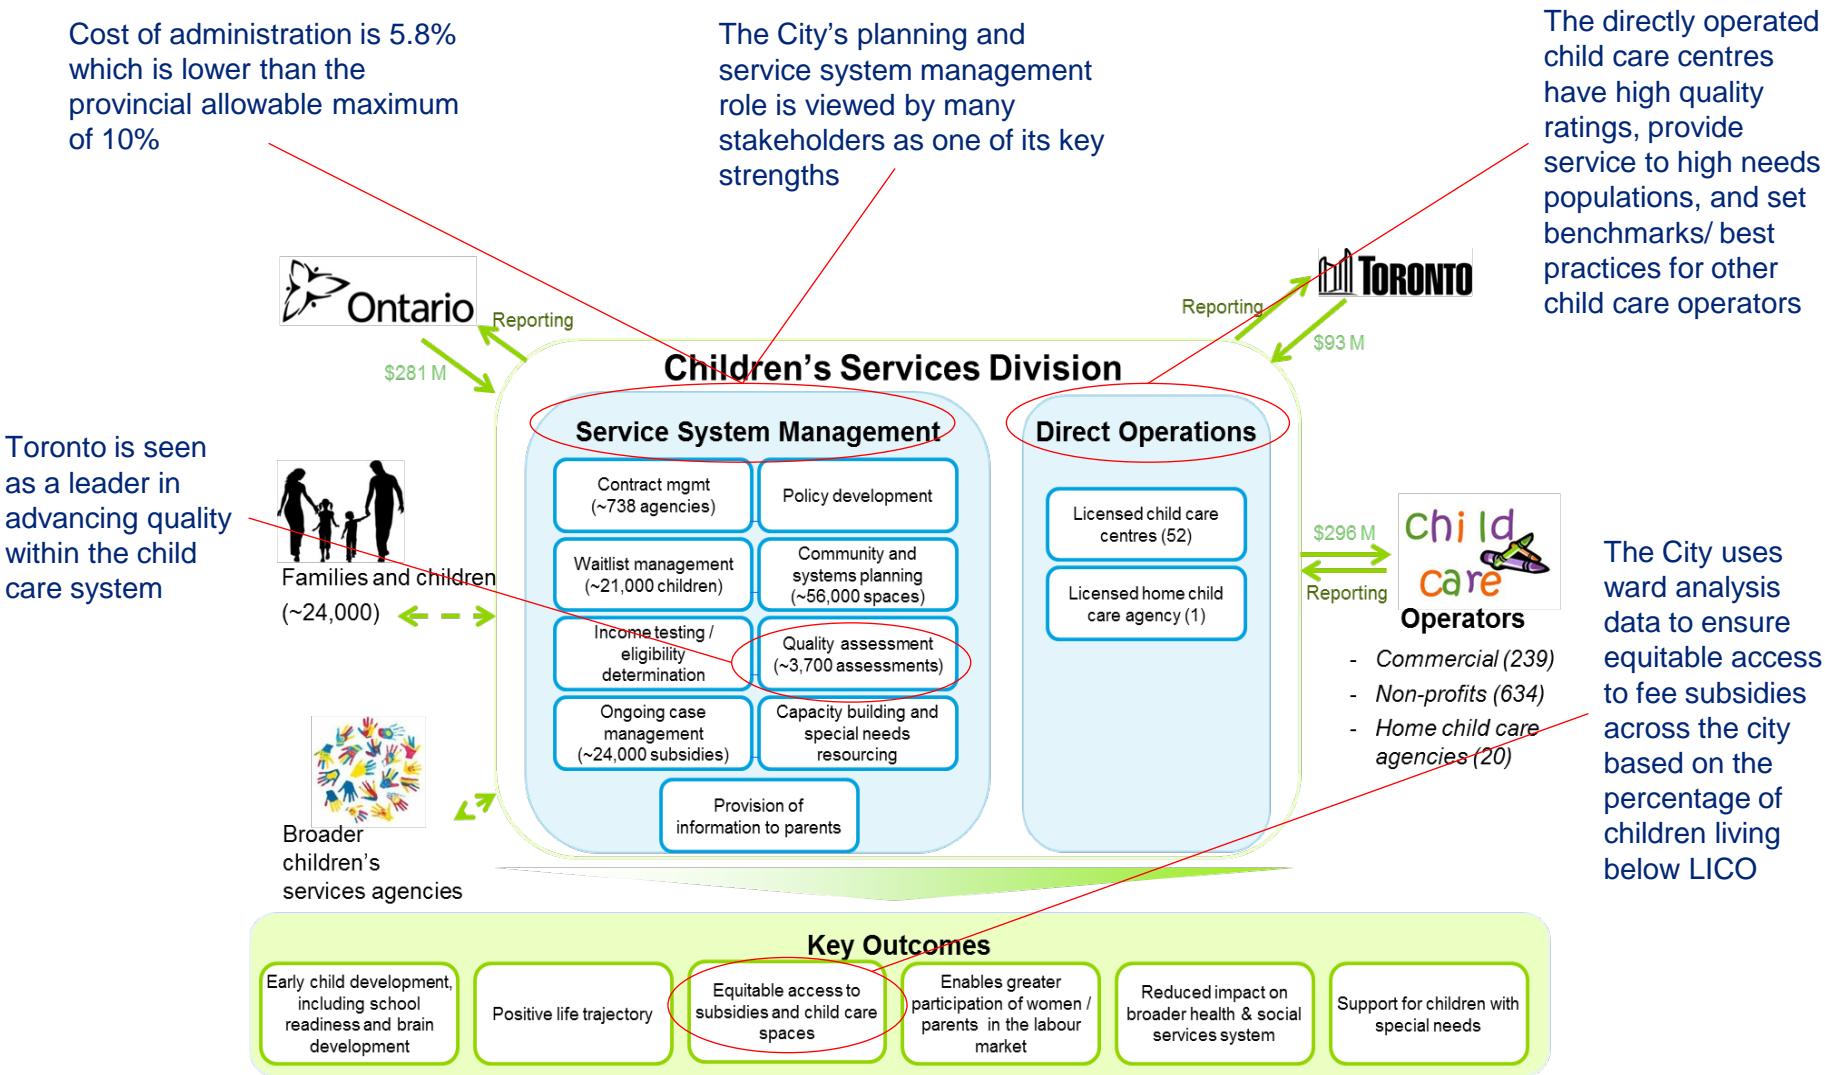 Cost of administration is 5.8%
which is lower than the
provincial allowable maximum
of 10%
The City’s planning and
service system management
role is viewed by many
stakeholders as one of its key
strengths
The directly operated
child care centres
have high quality
ratings, provide
service to high needs
populations, and set
benchmarks/ best
practices for other
child care operators
Ontario
Reporting
$281 M
Reporting
TORONTO
$93 M
Children’s Services Division
Toronto is seen
as a leader in
advancing quality
within the child
care system
Families and children
(~24,000)
Broader
children’s
services agencies
Service System Management
Contract mgmt
(~738 agencies)
Policy development
Waitlist management
(~21,000 children)
Community and
systems planning
(~56,000 spaces)
Income testing /
eligibility
determination
Quality assessment
(~3,700 assessments)
Ongoing case
management
(~24,000 subsidies)
Capacity building and
special needs
resourcing
Provision of
information to parents
Direct Operations
Licensed child care
centres (52)
Licensed home child
care agency (1)
$296 M
Reporting
Child
care
Operators
- Commercial (239)
- Non-profits (634)
- Home child care
agencies (20)
The City uses
ward analysis
data to ensure
equitable access
to fee subsidies
across the city
based on the
percentage of
children living
below LICO
Key Outcomes
Early child development,
including school
readiness and brain
development
Positive life trajectory
Equitable access to
subsidies and child care
spaces
Enables greater
participation of women /
parents in the labour
market
Reduced impact on
broader health & social
services system
Support for children with
special needs